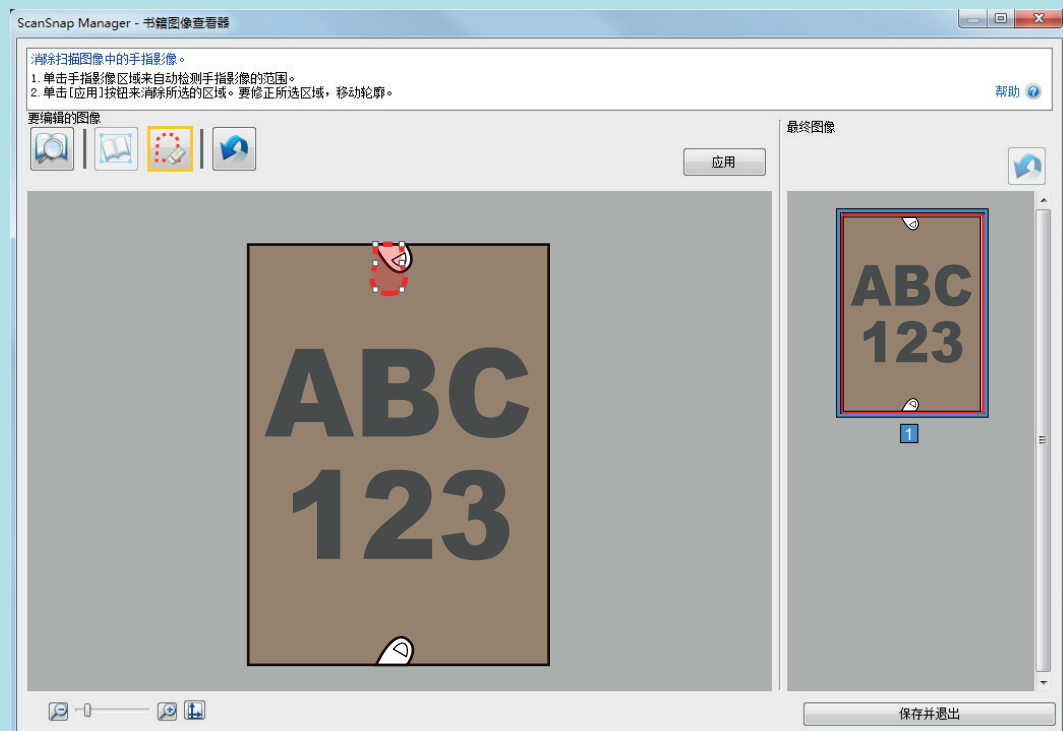 ScanSnap Manager - 书籍图像查看器
消除扫描图像中的手指影像。
1. 单击手指影像区域来自动检测手指影像的范围。
2. 单击[应用]按钮来消除所选的区域。要修正所选区域，移动轮廓。
帮助
要编辑的图像
应用
最终图像
ABC
123
ABC
123
1
保存并退出